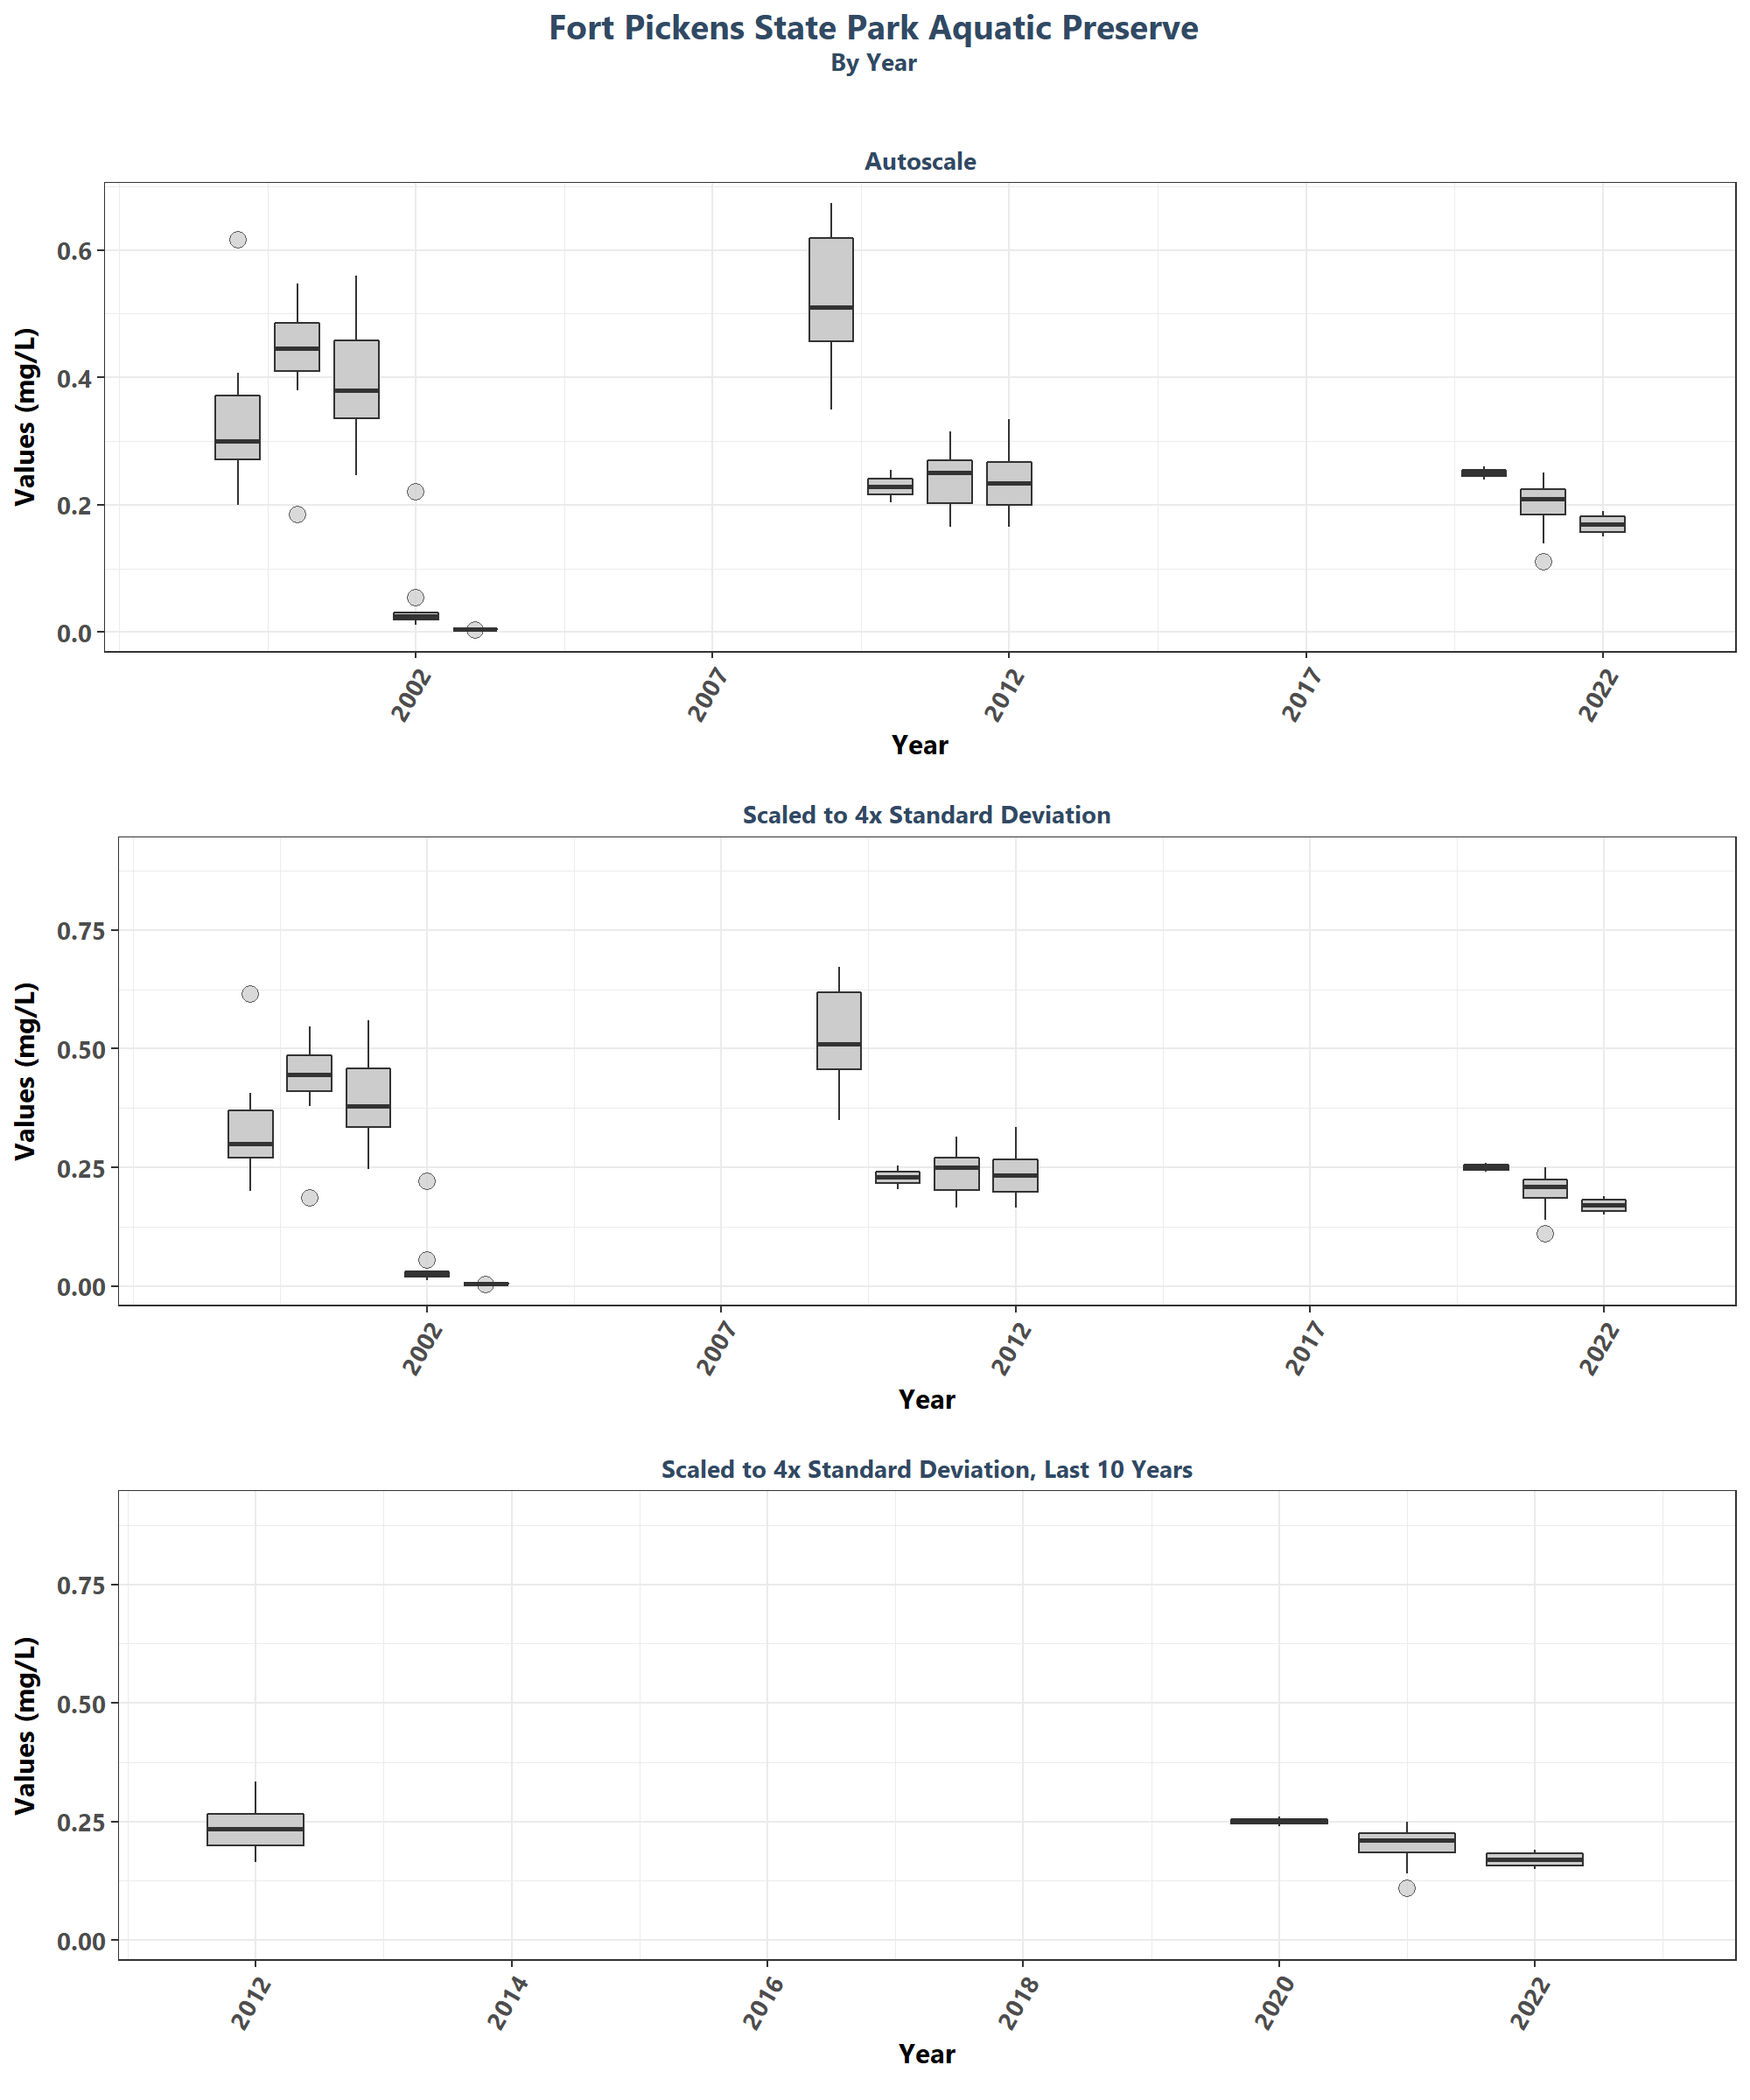 Fort Pickens State Park Aquatic Preserve
By Year
Autoscale
Values (mg/L)
0.6
0.4
0.2
0.0
2002
2007
2012
2017
2022
Year
Scaled to 4x Standard Deviation
Values (mg/L)
0.75
0.50
0.25
0.00
2002
2007
2012
2017
2022
Year
Scaled to 4x Standard Deviation, Last 10 Years
Values (mg/L)
0.75
0.50
0.25
0.00
2012
2014
2016
2018
2020
2022
Year